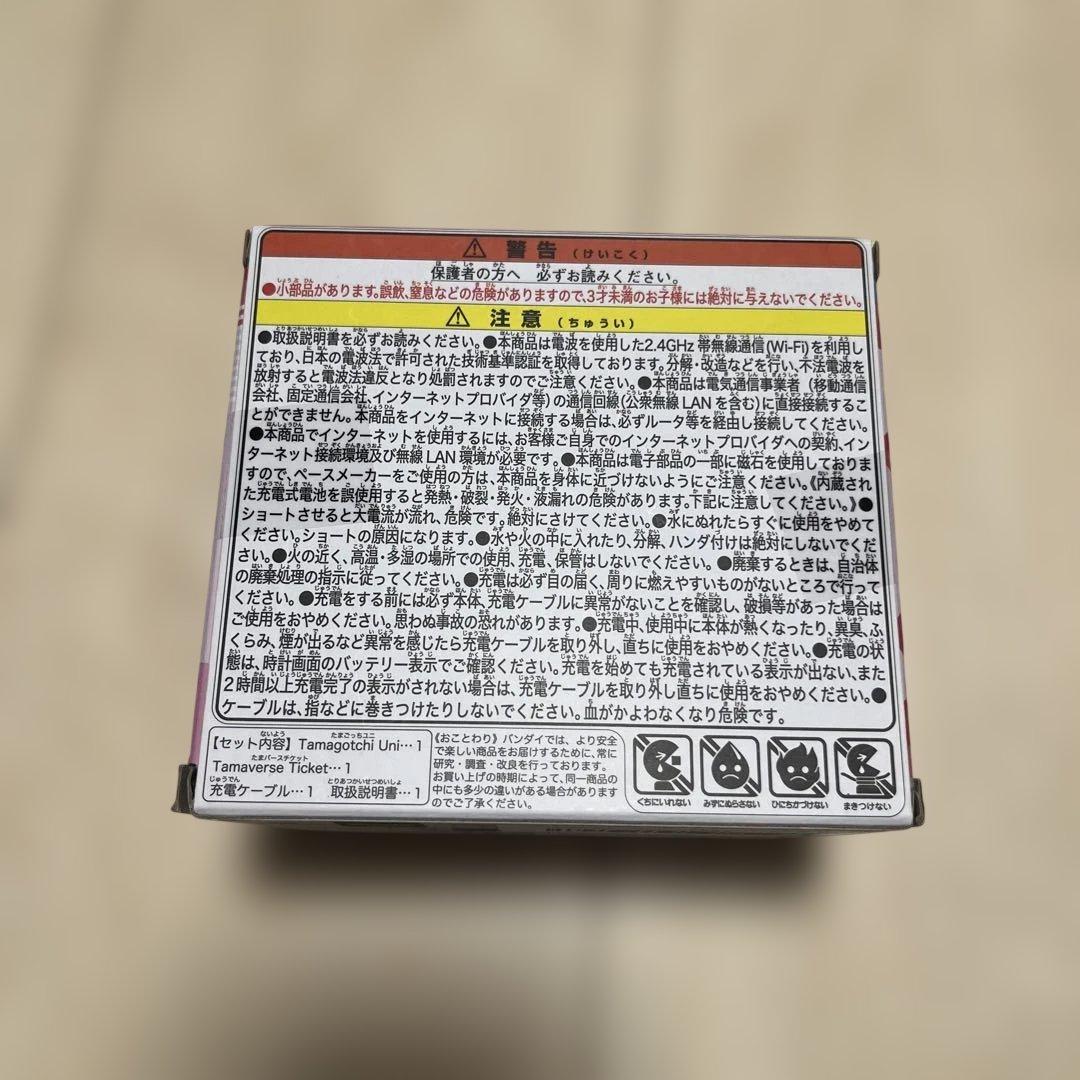 ⚠ 警告 (けいこく)
保護者の方へ 必ずお読みください。
●小部品があります。誤飲、窒息などの危険がありますので、3才未満のお子様には絶対に与えないでください。
⚠ 注意 (ちゅうい)
●取扱説明書を必ずお読みください。●本商品は電波を使用した2.4GHz 帯無線通信(Wi-Fi)を利用し
ており、日本の電波法で許可された技術基準認証を取得しております。分解・改造などを行い、不法電波を
放射すると電波法違反となり処罰されますのでご注意ください。●本商品は電気通信事業者（移動通信
会社、固定通信会社、インターネットプロバイダ等）の通信回線(公衆無線 LANを含む)に直接接続するこ
とができません。本商品をインターネットに接続する場合は、必ずルータ等を経由し接続してください。
●本商品でインターネットを使用するには、お客様ご自身でのインターネットプロバイダへの契約、イン
ターネット接続環境及び無線 LAN 環境が必要です。●本商品は電子部品の一部に磁石を使用しておりま
すので、ペースメーカーをご使用の方は、本商品を身体に近づけないようにご注意ください。《内蔵され
た充電式電池を誤使用すると発熱・破裂・発火・液漏れの危険があります。下記に注意してください。》●
ショートさせると大電流が流れ、危険です。絶対にさけてください。●水にぬれたらすぐに使用をやめて
ください。ショートの原因になります。●水や火の中に入れたり、分解、ハンダ付けは絶対にしないでくだ
さい。●火の近く、高温・多湿の場所での使用、充電、保管はしないでください。●廃棄するときは、自治体
の廃棄処理の指示に従ってください。●充電は必ず目の届く、周りに燃えやすいものがないところで行って
ください。●充電をする前には必ず本体、充電ケーブルに異常がないことを確認し、破損等があった場合は
ご使用をおやめください。思わぬ事故の恐れがあります。●充電中、使用中に本体が熱くなったり、異臭、ふ
くらみ、煙が出るなど異常を感じたら充電ケーブルを取り外し、直ちに使用をおやめください。●充電の状
態は、時計画面のバッテリー表示でご確認ください。充電を始めても充電されている表示が出ない、また
2時間以上充電完了の表示がされない場合は、充電ケーブルを取り外し直ちに使用をおやめください。●
ケーブルは、指などに巻きつけたりしないでください。血がかよわなくなり危険です。
【セット内容】Tamagotchi Uni…1
Tamaverse Ticket…1
充電ケーブル…1 取扱説明書…1
《おことわり》バンダイでは、より安全
で楽しい商品をお届けするために、常に
研究・調査・改良を行っております。
お買い上げの時期によって、同一商品の
中にも多少の違いがある場合があります
のでご了承ください。
くちにいれない みずにぬらさない ひにちかづけない まきつけない